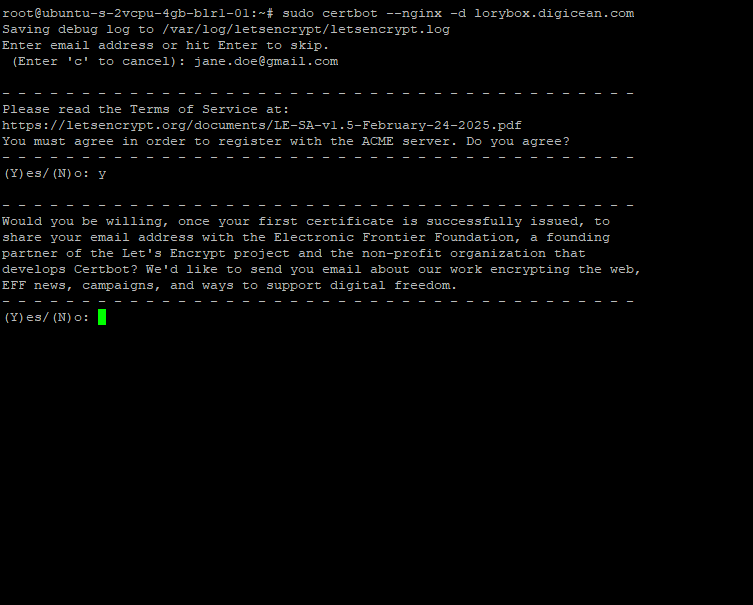 root@ubuntu-s-2vcpu-4gb-blr1-01:~# sudo certbot --nginx -d lorybox.digicean.com
Saving debug log to /var/log/letsencrypt/letsencrypt.log
Enter email address or hit Enter to skip.
 (Enter 'c' to cancel): jane.doe@gmail.com
- - - - - - - - - - - - - - - - - - - - - - - - - - - - - - - - - - - - - - - -
Please read the Terms of Service at:
https://letsencrypt.org/documents/LE-SA-v1.5-February-24-2025.pdf
You must agree in order to register with the ACME server. Do you agree?
- - - - - - - - - - - - - - - - - - - - - - - - - - - - - - - - - - - - - - - -
(Y)es/(N)o: y
- - - - - - - - - - - - - - - - - - - - - - - - - - - - - - - - - - - - - - - -
Would you be willing, once your first certificate is successfully issued, to
share your email address with the Electronic Frontier Foundation, a founding
partner of the Let's Encrypt project and the non-profit organization that
develops Certbot? We'd like to send you email about our work encrypting the web,
EFF news, campaigns, and ways to support digital freedom.
- - - - - - - - - - - - - - - - - - - - - - - - - - - - - - - - - - - - - - - -
(Y)es/(N)o: